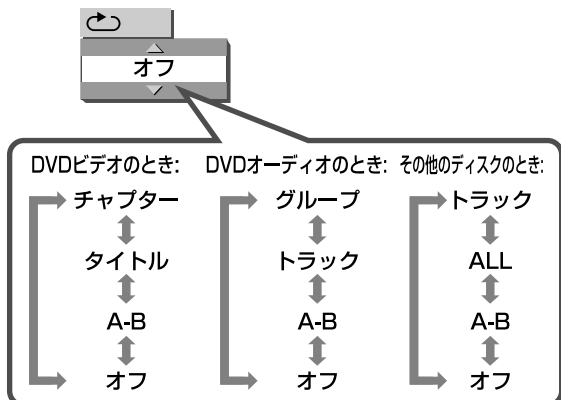 オフ
DVDビデオのとき:
チャプター
タイトル
A-B
オフ
DVDオーディオのとき:
グループ
トラック
A-B
オフ
その他のディスクのとき:
トラック
ALL
A-B
オフ